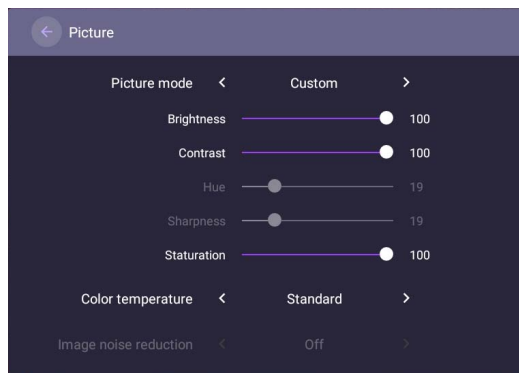 Picture
Picture mode < Custom >
Brightness 100
Contrast 100
Hue 19
Sharpness 19
Staturation 100
Color temperature < Standard >
Image noise reduction < Off >